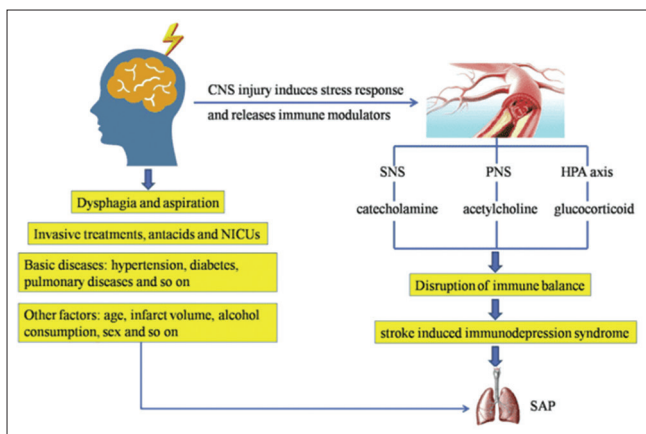 CNS injury induces stress response
and releases immune modulators
SNS
PNS
HPA axis
catecholamine
acetylcholine
glucocorticoid
Dysphagia and aspiration
Invasive treatments, antacids and NICUs
Basic diseases: hypertension, diabetes,
pulmonary diseases and so on
Other factors: age, infarct volume, alcohol
consumption, sex and so on
Disruption of immune balance
stroke induced immunodepression syndrome
SAP